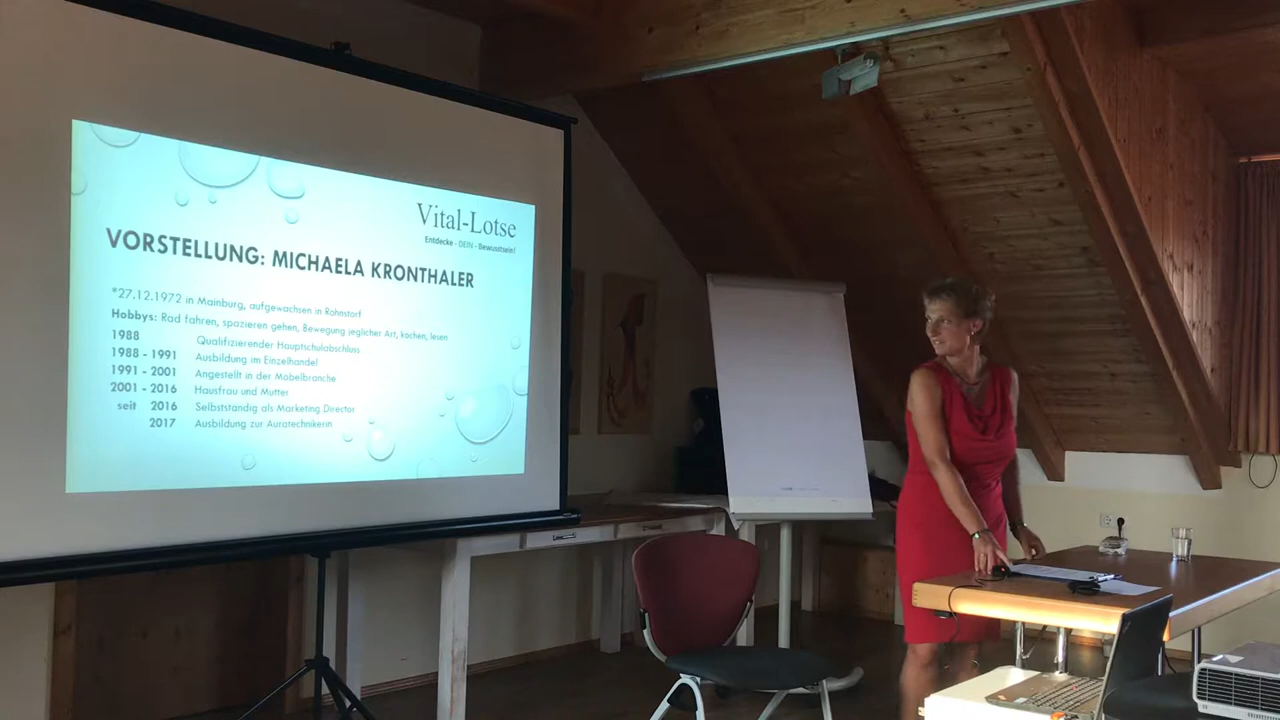 Vital-Lotse
Entdecke - DEIN - Bewusstsein!
VORSTELLUNG: MICHAELA KRONTHALER
*27.12.1972 in Mainburg, aufgewachsen in Rohnstorf
Hobbys: Rad fahren, spazieren gehen, Bewegung jeglicher Art, kochen, lesen
1988 Qualifizierender Hauptschulabschluss
1988 - 1991 Ausbildung im Einzelhandel
1991 - 2001 Angestellt in der Möbelbranche
2001 - 2016 Hausfrau und Mutter
seit 2016 Selbstständig als Marketing Director
2017 Ausbildung zur Auratechnikerin